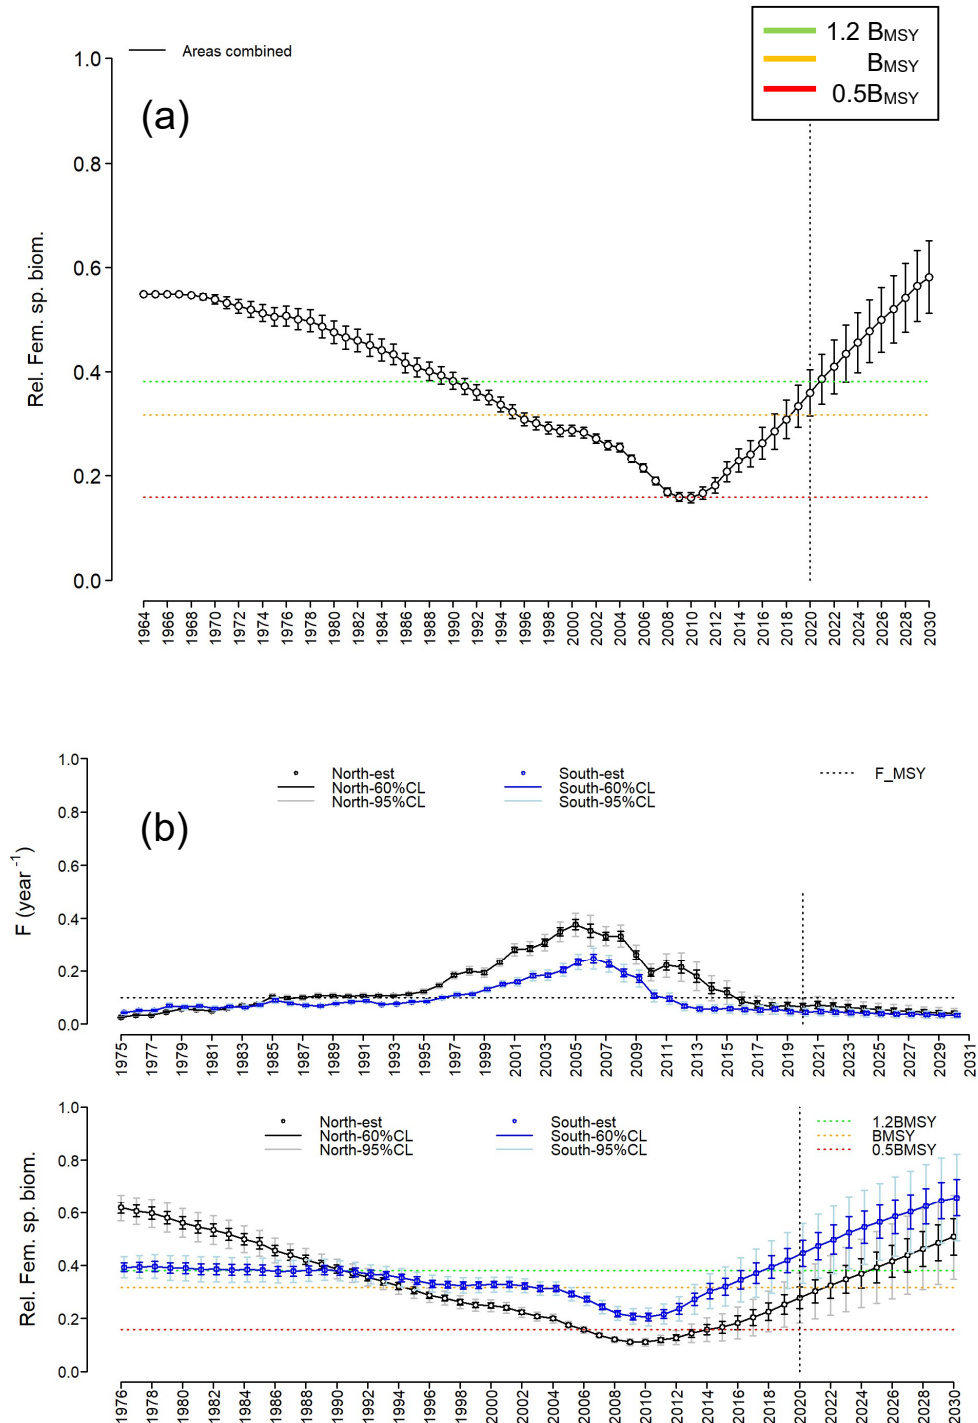 1.2 BMSY
BMSY
0.5BMSY
Areas combined
(a)
Rel. Fem. sp. biom.
1.0
0.8
0.6
0.4
0.2
0.0
1964 1966 1968 1970 1972 1974 1976 1978 1980 1982 1984 1986 1988 1990 1992 1994 1996 1998 2000 2002 2004 2006 2008 2010 2012 2014 2016 2018 2020 2022 2024 2026 2028 2030
North-est South-est F_MSY
North-60%CL South-60%CL
North-95%CL South-95%CL
(b)
F (year -1)
1.0
0.8
0.6
0.4
0.2
0.0
1975 1977 1979 1981 1983 1985 1987 1989 1991 1993 1995 1997 1999 2001 2003 2005 2007 2009 2011 2013 2015 2017 2019 2021 2023 2025 2027 2029 2031
North-est South-est 1.2BMSY
North-60%CL South-60%CL BMSY
North-95%CL South-95%CL 0.5BMSY
Rel. Fem. sp. biom.
1.0
0.8
0.6
0.4
0.2
0.0
1976 1978 1980 1982 1984 1986 1988 1990 1992 1994 1996 1998 2000 2002 2004 2006 2008 2010 2012 2014 2016 2018 2020 2022 2024 2026 2028 2030